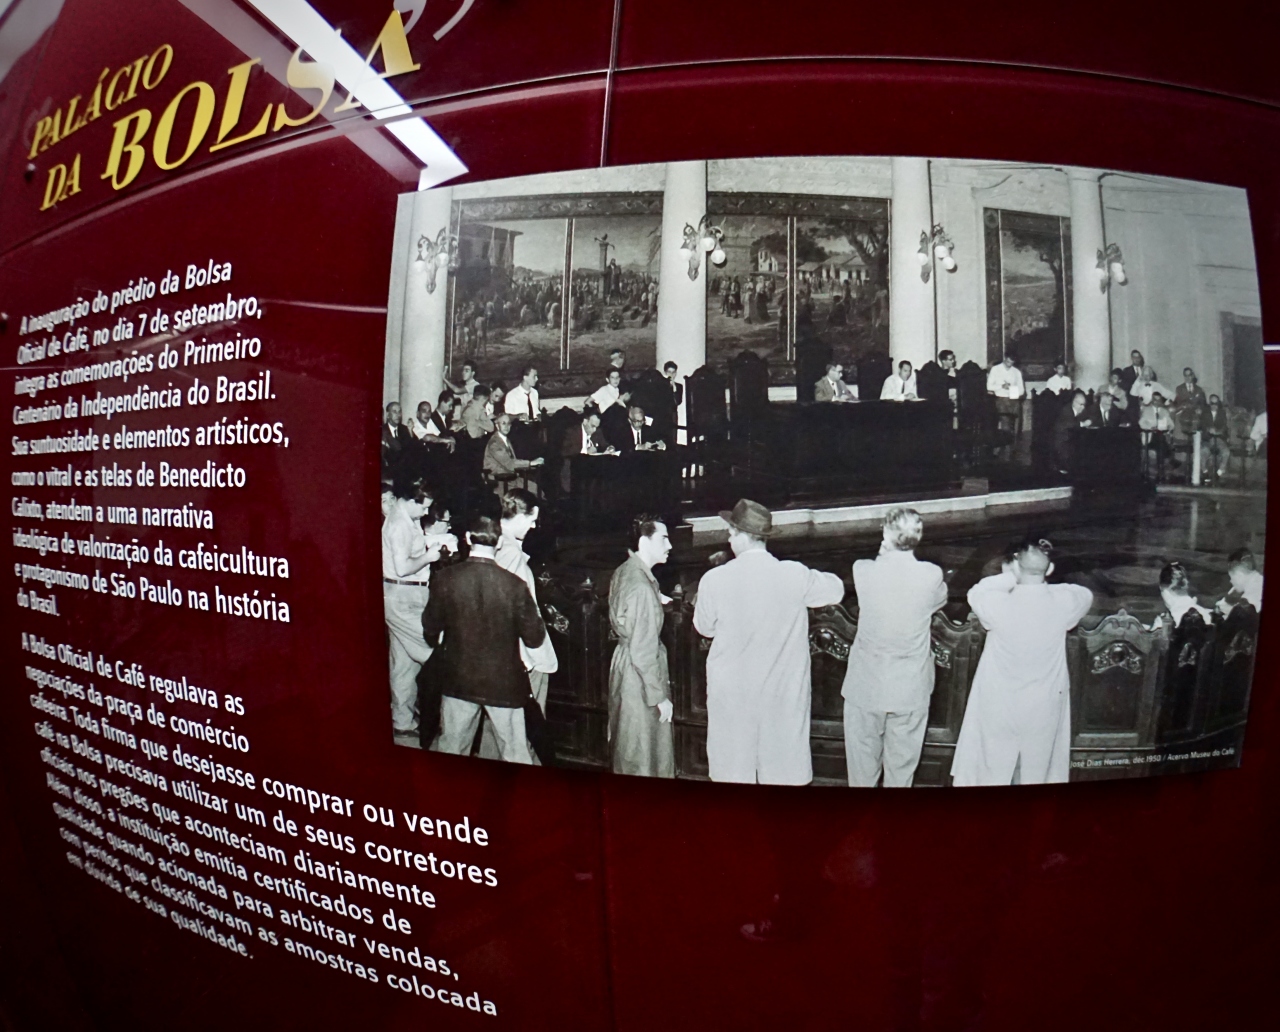 PALÁCIO
DA BOLSA
A inauguração do prédio da Bolsa
Oficial de Café, no dia 7 de setembro,
integra as comemorações do Primeiro
Centenário da Independência do Brasil.
Sua suntuosidade e elementos artísticos,
como o vitral e as telas de Benedicto
Calixto, atendem a uma narrativa
ideológica de valorização da cafeicultura
e protagonismo de São Paulo na história
do Brasil.
A Bolsa Oficial de Café regulava as
negociações da praça de comércio
cafeeira. Toda firma que desejasse comprar ou vende
café na Bolsa precisava utilizar um de seus corretores
oficiais nos pregões que aconteciam diariamente
Além disso, a instituição emitia certificados de
qualidade quando acionada para arbitrar vendas,
com peritos que classificavam as amostras colocada
em dúvida de sua qualidade.
José Dias Herrera, déc.1950 / Acervo Museu do Café